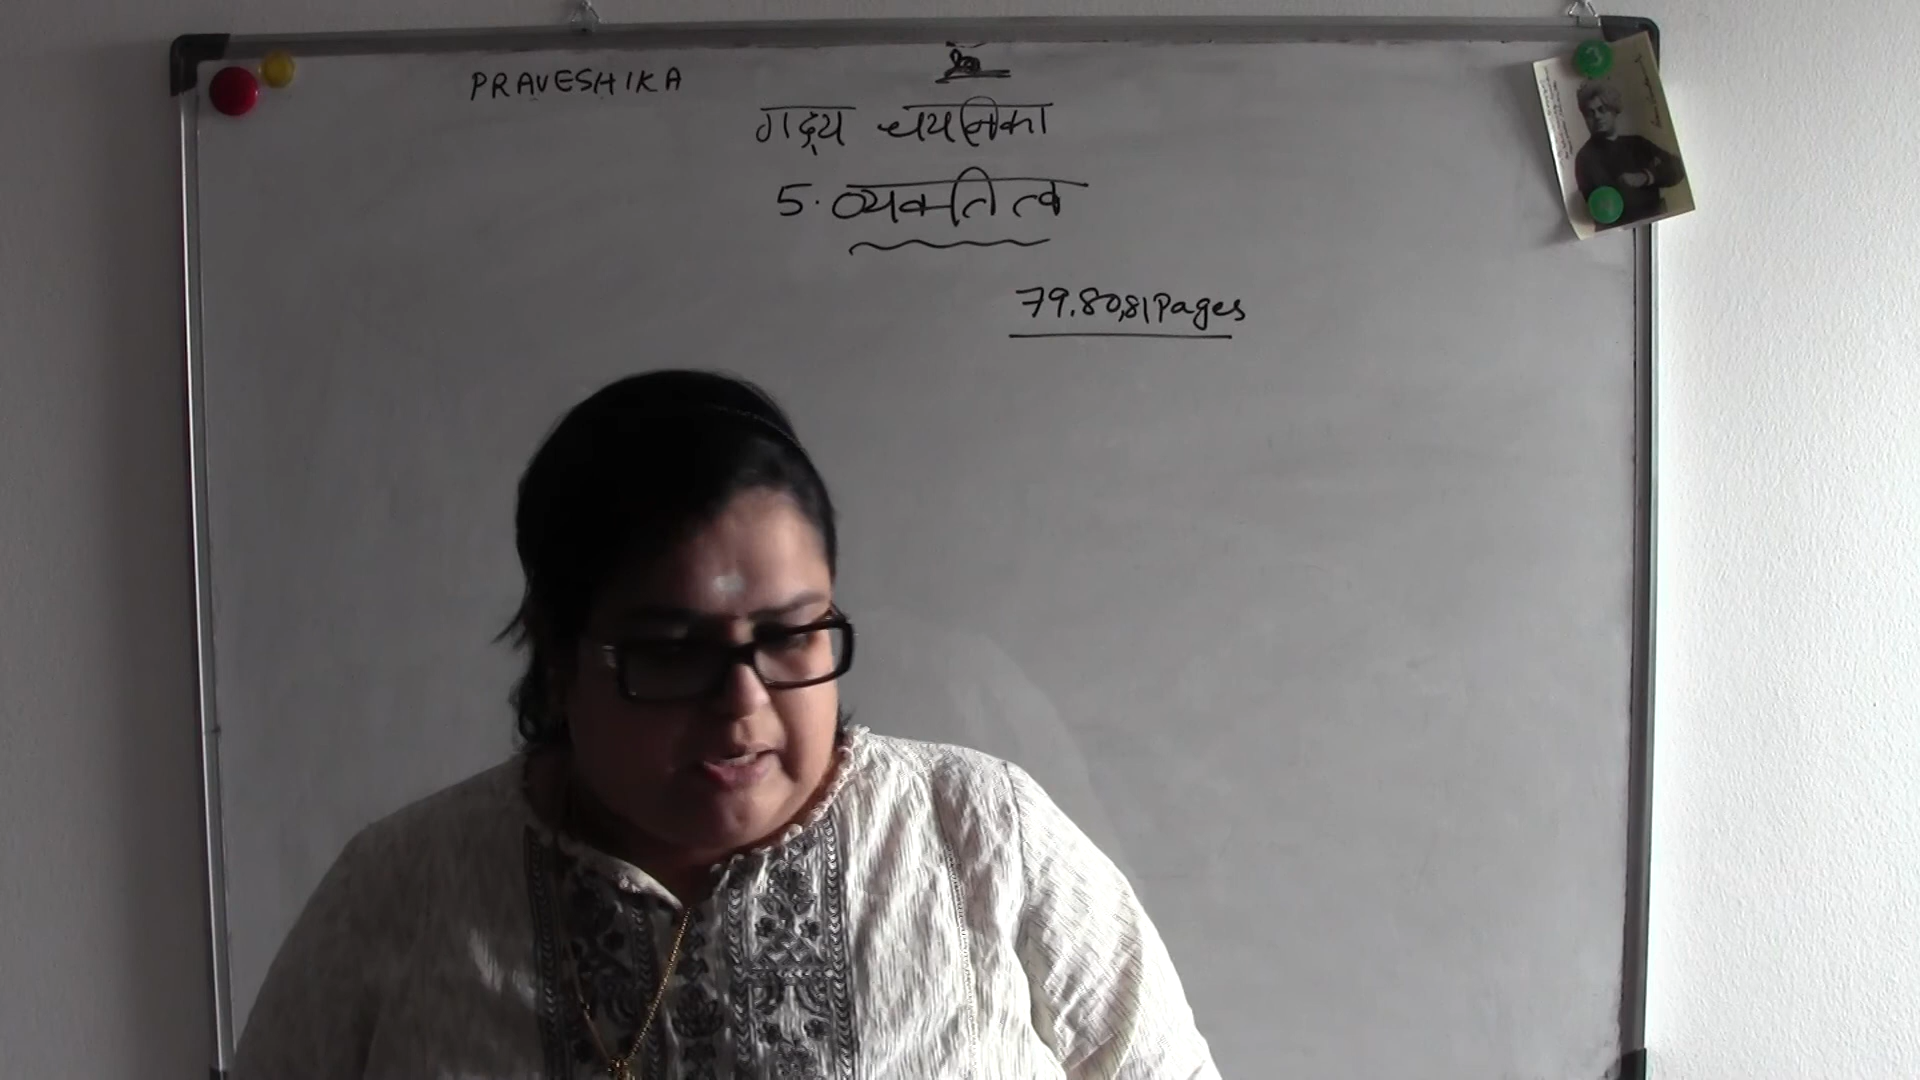 PRAVESHIKA
गद्य चयनिका
5. व्यक्तित्व
79.80,81 Pages